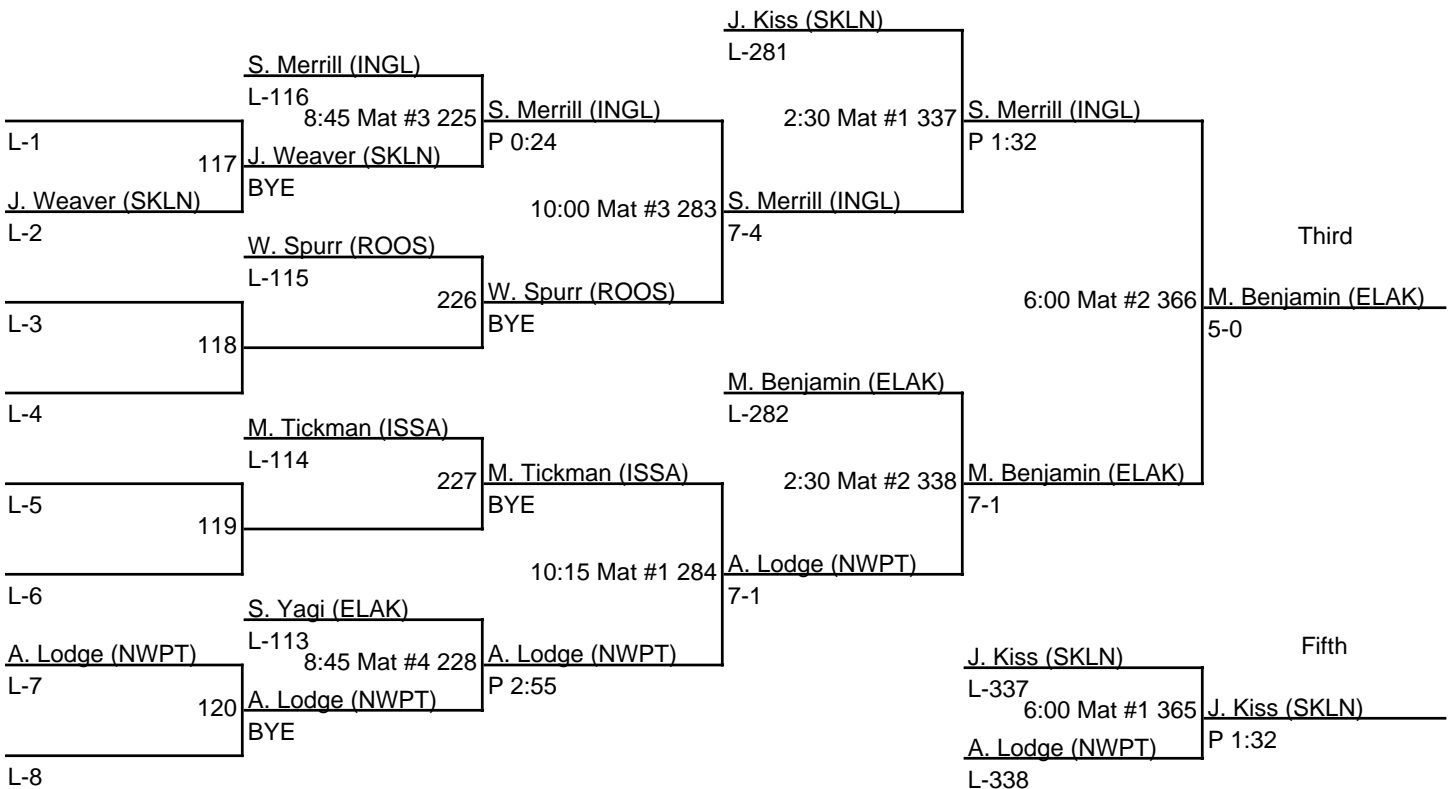 J. Kiss (SKLN)
L-281
S. Merrill (INGL)
L-116
8:45 Mat #3 225
S. Merrill (INGL)
P 0:24
2:30 Mat #1 337
S. Merrill (INGL)
P 1:32
L-1
117
J. Weaver (SKLN)
BYE
J. Weaver (SKLN)
L-2
10:00 Mat #3 283
S. Merrill (INGL)
7-4
Third
W. Spurr (ROOS)
L-115
226
W. Spurr (ROOS)
BYE
6:00 Mat #2 366
M. Benjamin (ELAK)
5-0
L-3
118
L-4
M. Benjamin (ELAK)
L-282
M. Tickman (ISSA)
L-114
227
M. Tickman (ISSA)
BYE
2:30 Mat #2 338
M. Benjamin (ELAK)
7-1
L-5
119
L-6
10:15 Mat #1 284
A. Lodge (NWPT)
7-1
S. Yagi (ELAK)
L-113
8:45 Mat #4 228
A. Lodge (NWPT)
P 2:55
A. Lodge (NWPT)
L-7
120
A. Lodge (NWPT)
BYE
L-8
Fifth
J. Kiss (SKLN)
L-337
6:00 Mat #1 365
J. Kiss (SKLN)
P 1:32
A. Lodge (NWPT)
L-338